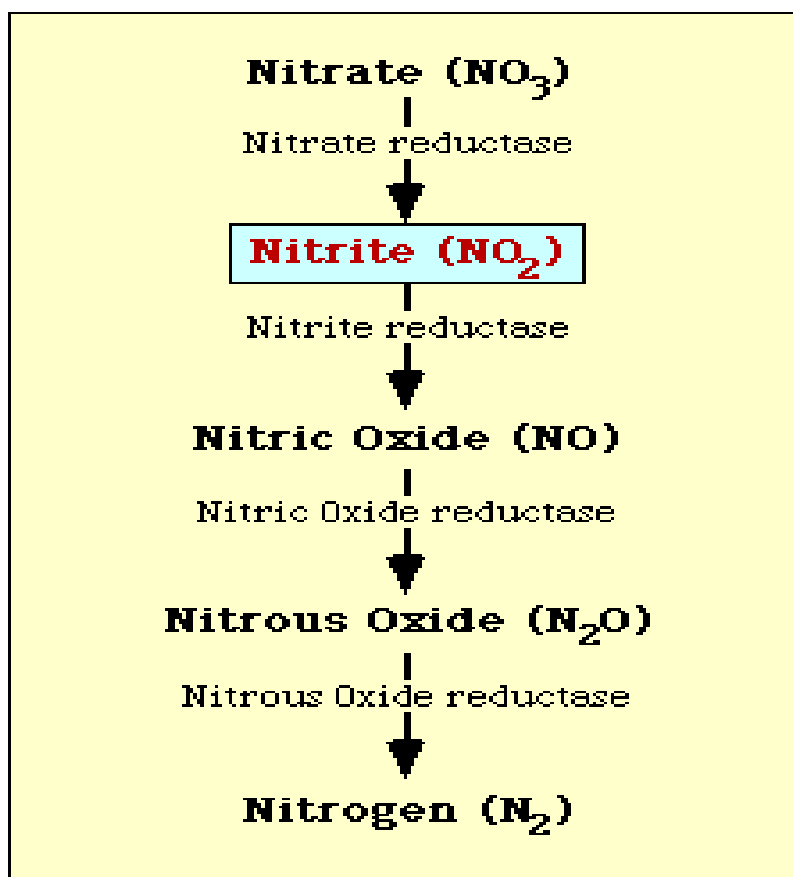 Nitrate (NO₃)
Nitrate reductase
Nitrite (NO₂)
Nitrite reductase
Nitric Oxide (NO)
Nitric Oxide reductase
Nitrous Oxide (N₂O)
Nitrous Oxide reductase
Nitrogen (N₂)